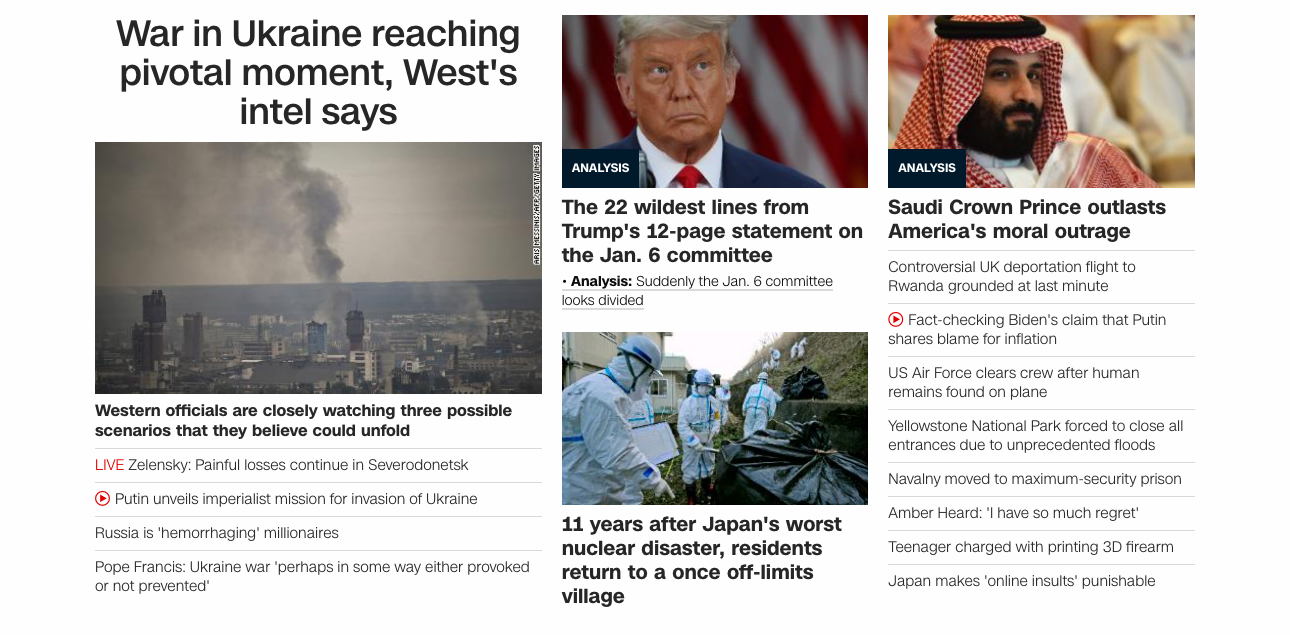 War in Ukraine reaching
pivotal moment, West's
intel says
ARIS MESSINIS/AFP/GETTY IMAGES
Western officials are closely watching three possible
scenarios that they believe could unfold
LIVE Zelensky: Painful losses continue in Severodonetsk
Putin unveils imperialist mission for invasion of Ukraine
Russia is 'hemorrhaging' millionaires
Pope Francis: Ukraine war 'perhaps in some way either provoked
or not prevented'
ANALYSIS
The 22 wildest lines from
Trump's 12-page statement on
the Jan. 6 committee
• Analysis: Suddenly the Jan. 6 committee
looks divided
11 years after Japan's worst
nuclear disaster, residents
return to a once off-limits
village
ANALYSIS
Saudi Crown Prince outlasts
America's moral outrage
Controversial UK deportation flight to
Rwanda grounded at last minute
Fact-checking Biden's claim that Putin
shares blame for inflation
US Air Force clears crew after human
remains found on plane
Yellowstone National Park forced to close all
entrances due to unprecedented floods
Navalny moved to maximum-security prison
Amber Heard: 'I have so much regret'
Teenager charged with printing 3D firearm
Japan makes 'online insults' punishable